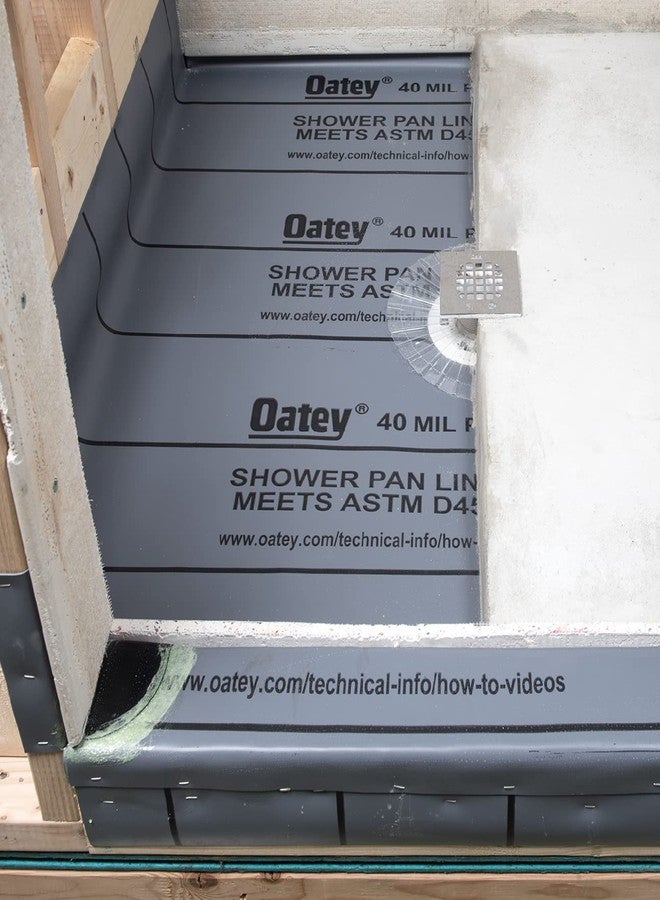 Oatey® 40 MIL
SHOWER PAN LIN
MEETS ASTM D45
www.oatey.com/technical-info/how
Oatey® 40 MIL
SHOWER PAN
MEETS ASTM
www.oatey.com/tech
Oatey® 40 MIL
SHOWER PAN LIN
MEETS ASTM D45
www.oatey.com/technical-info/how-
www.oatey.com/technical-info/how-to-videos